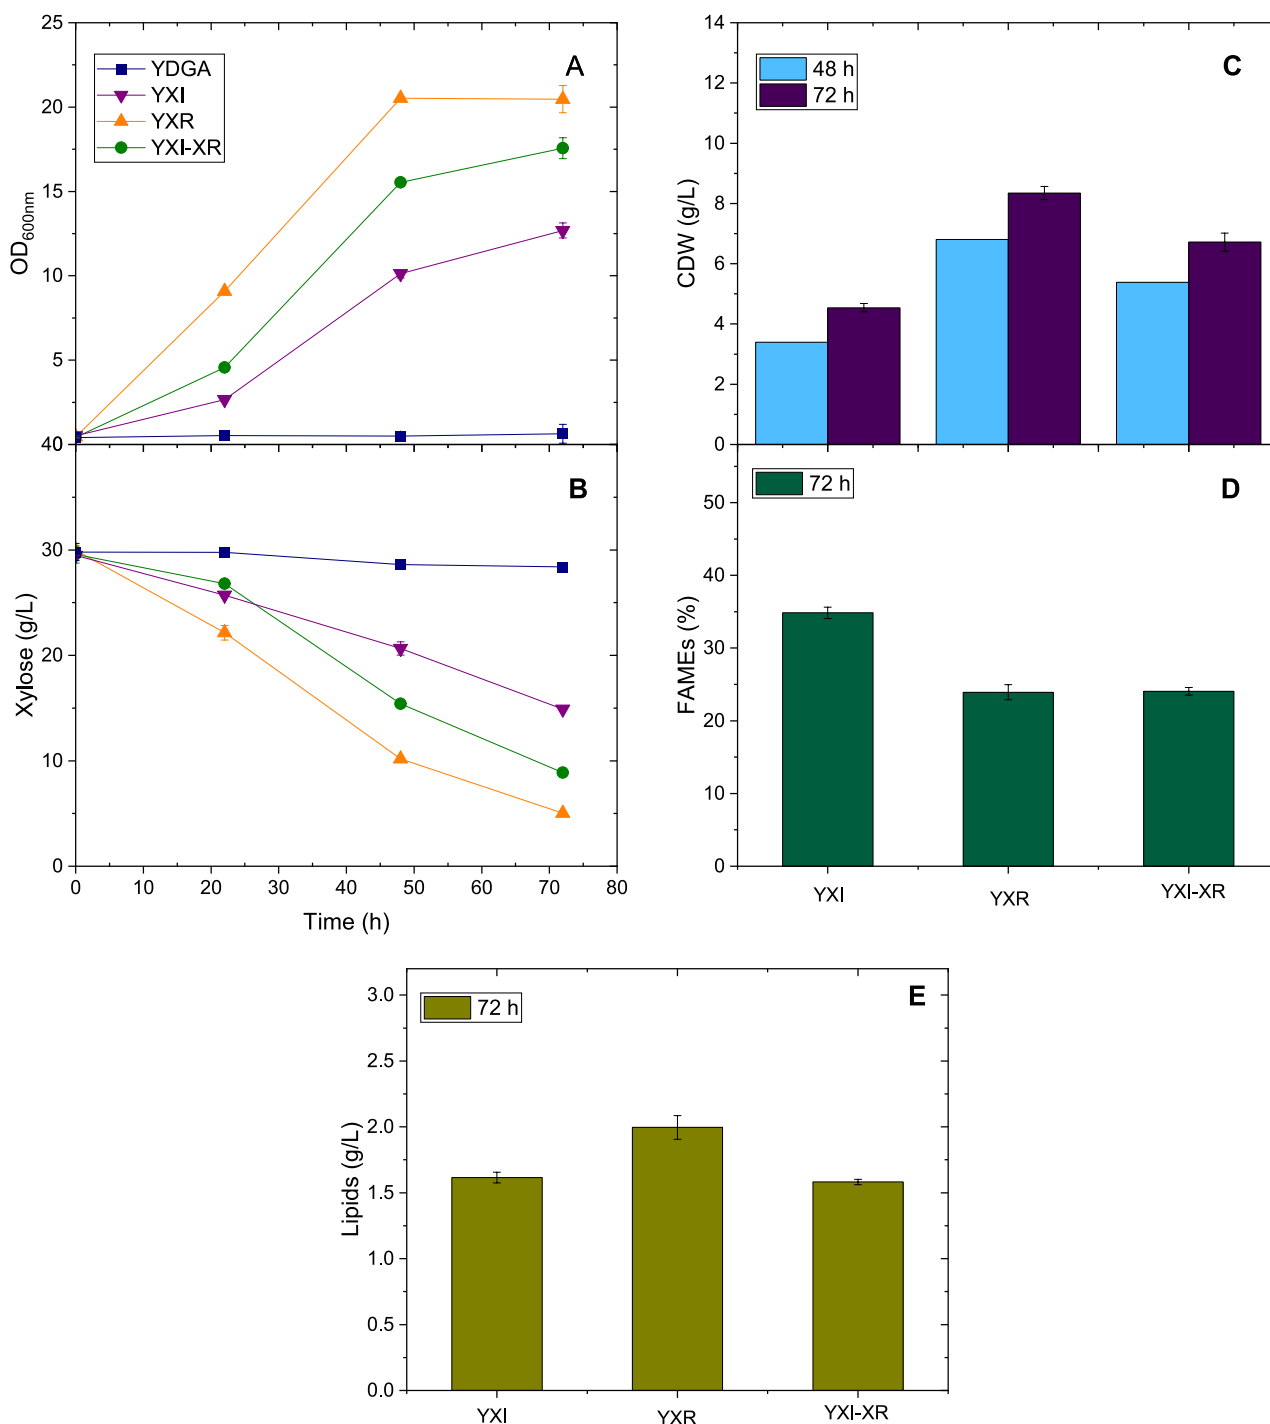 A
YDGA
YXI
YXR
YXI-XR
25
20
15
10
5
40
OD600nm
B
30
20
10
0
Xylose (g/L)
0 10 20 30 40 50 60 70 80
Time (h)
C
48 h
72 h
14
12
10
8
6
4
2
0
CDW (g/L)
D
72 h
50
40
30
20
10
0
FAMEs (%)
YXI YXR YXI-XR
E
72 h
3.0
2.5
2.0
1.5
1.0
0.5
0.0
Lipids (g/L)
YXI YXR YXI-XR